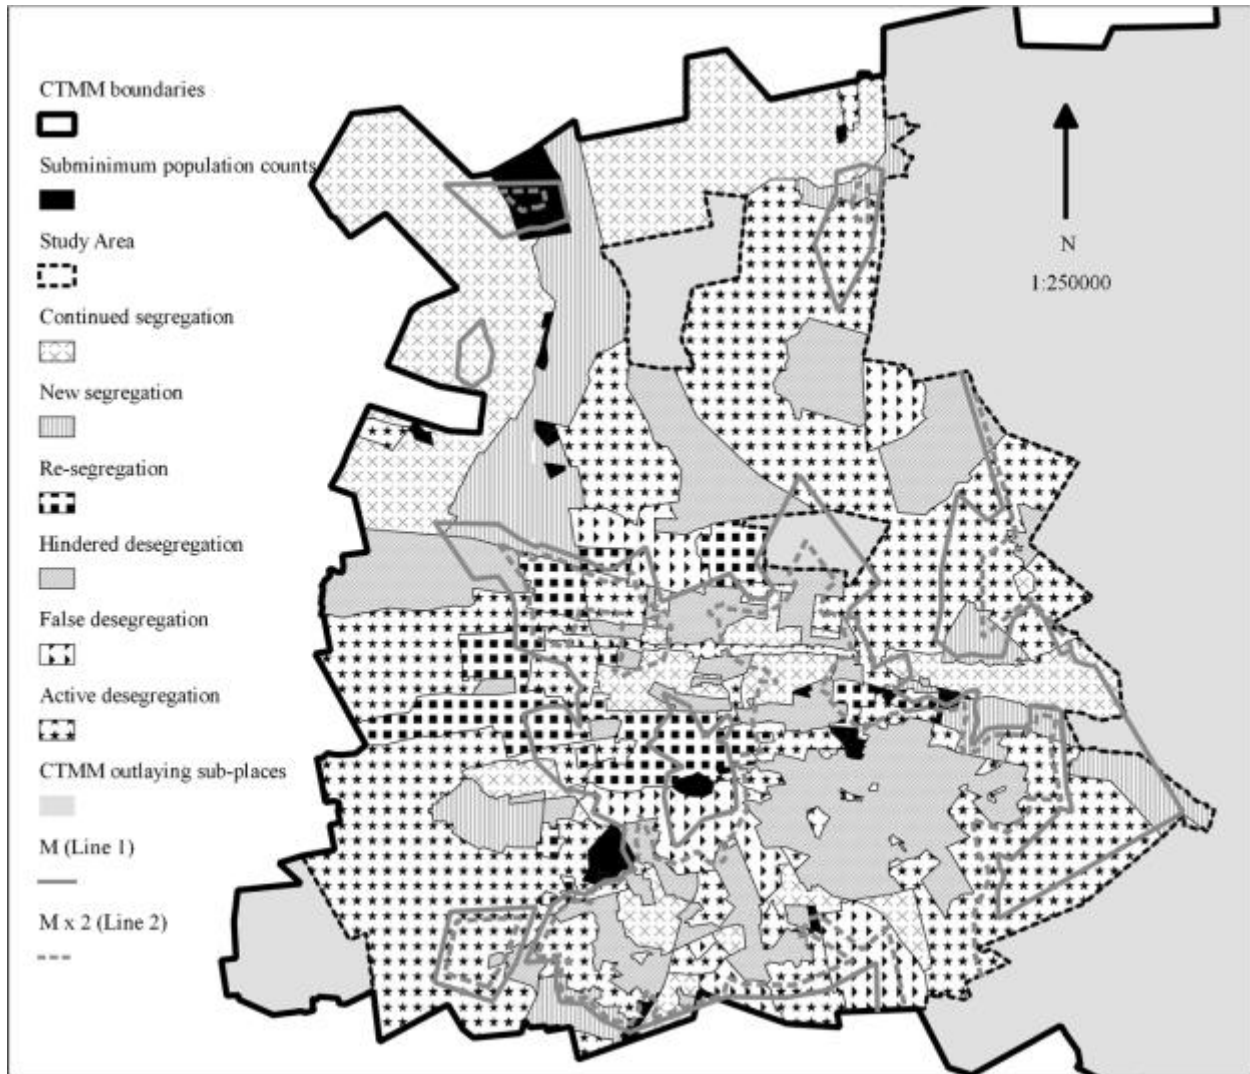 CTMM boundaries
Subminimum population counts
Study Area
Continued segregation
New segregation
Re-segregation
Hindered desegregation
False desegregation
Active desegregation
CTMM outlaying sub-places
M (Line 1)
M x 2 (Line 2)
N
1:250000